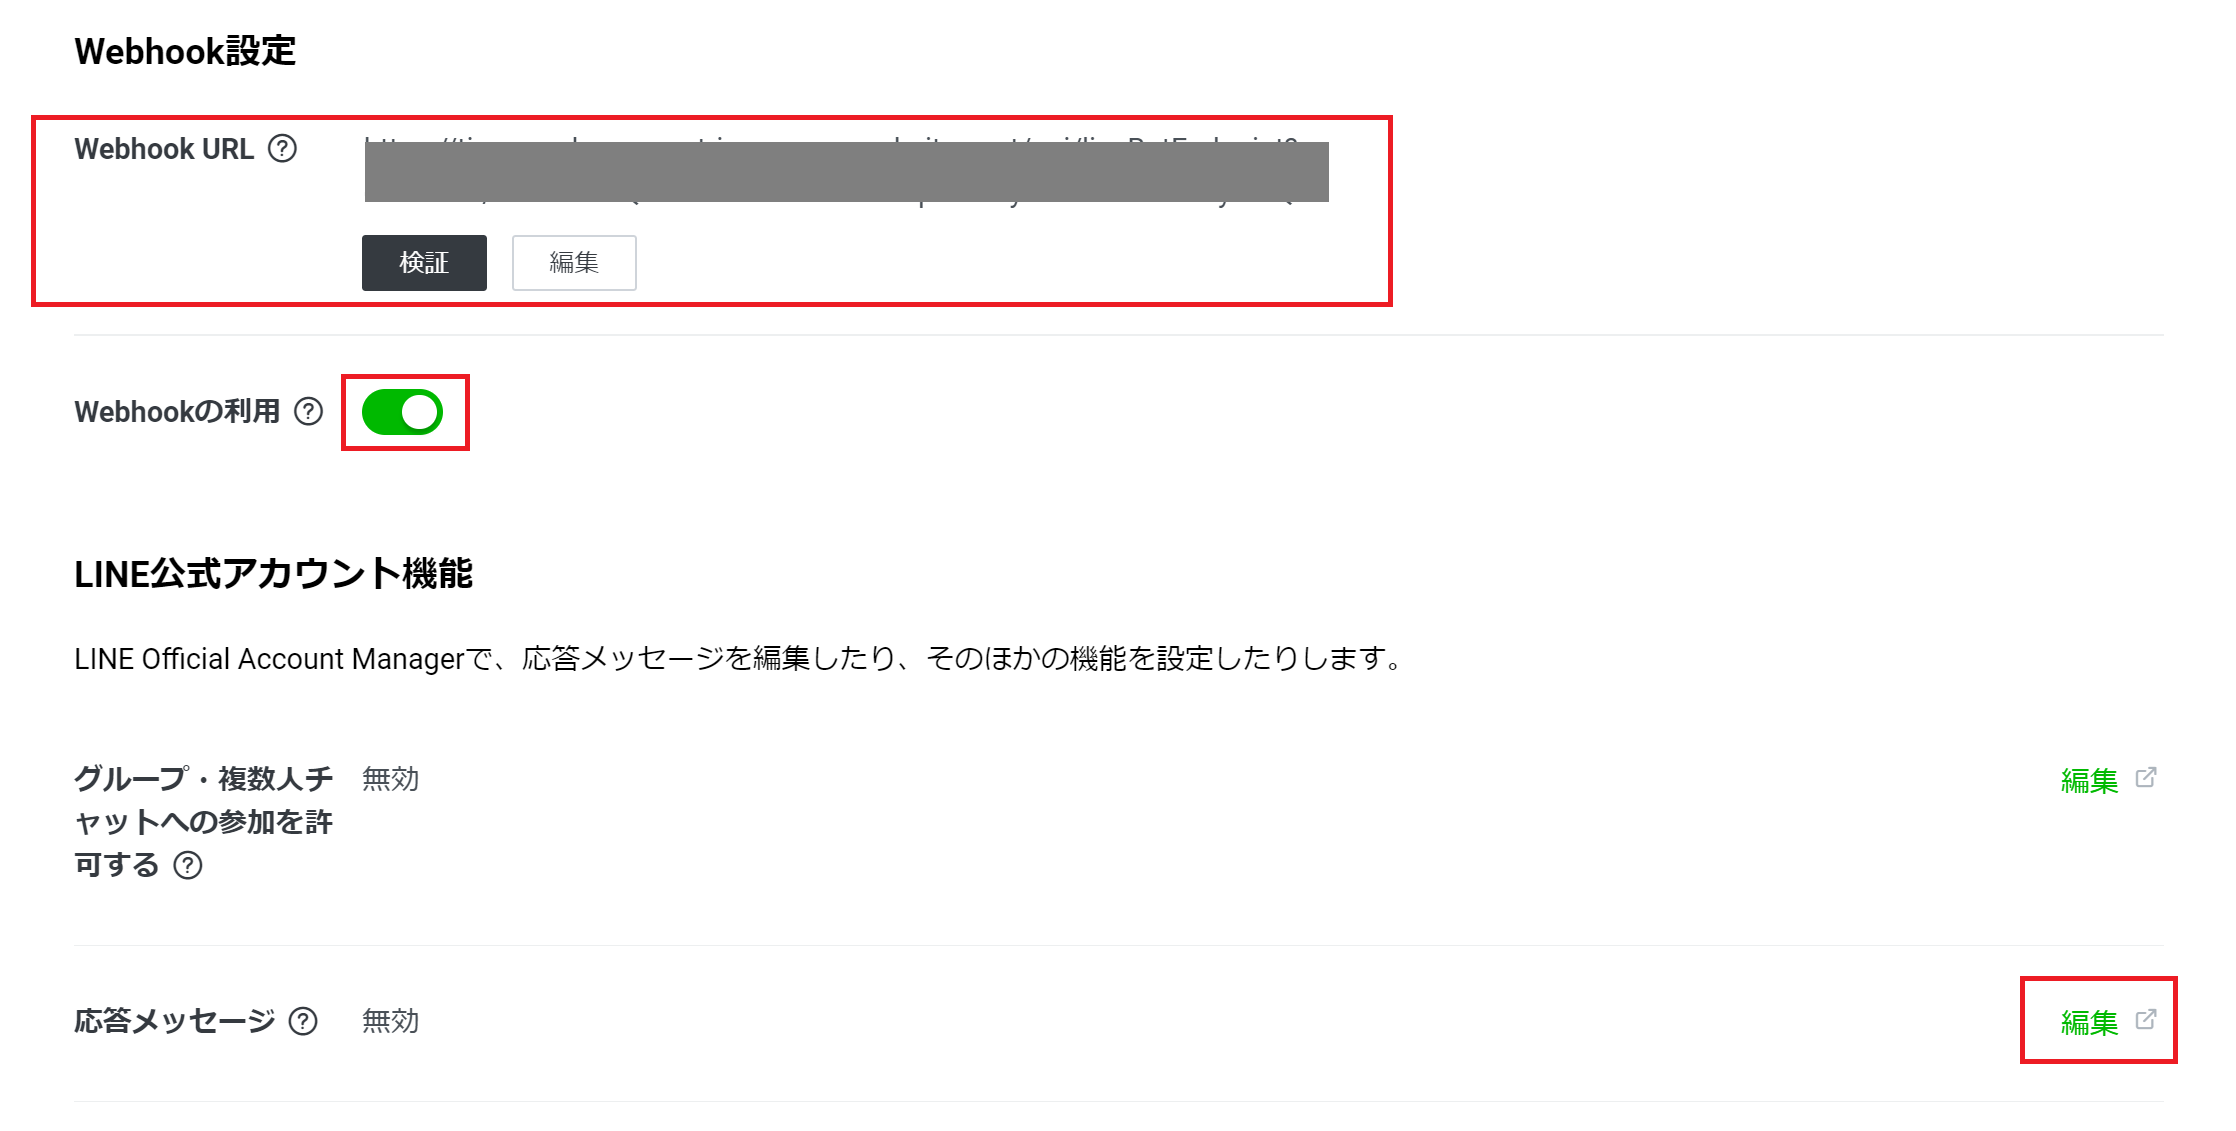 Webhook設定
Webhook URL
検証
編集
Webhookの利用
LINE公式アカウント機能
LINE Official Account Managerで、応答メッセージを編集したり、そのほかの機能を設定したりします。
グループ・複数人チ
ャットへの参加を許
可する
無効
編集
応答メッセージ
無効
編集